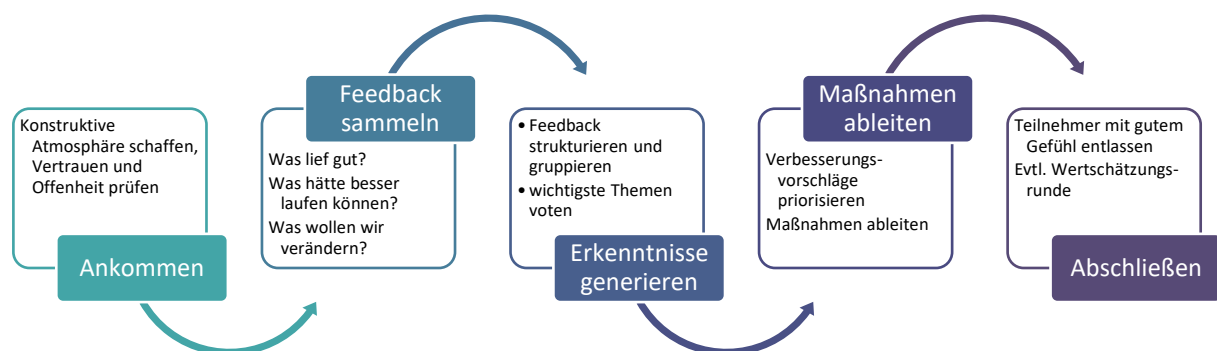 Konstruktive
Atmosphäre schaffen,
Vertrauen und
Offenheit prüfen
Ankommen
Feedback
sammeln
Was lief gut?
Was hätte besser
laufen können?
Was wollen wir
verändern?
• Feedback
strukturieren und
gruppieren
• wichtigste Themen
voten
Erkenntnisse
generieren
Maßnahmen
ableiten
Verbesserungs-
vorschläge
priorisieren
Maßnahmen ableiten
Teilnehmer mit gutem
Gefühl entlassen
Evtl. Wertschätzungs-
runde
Abschließen